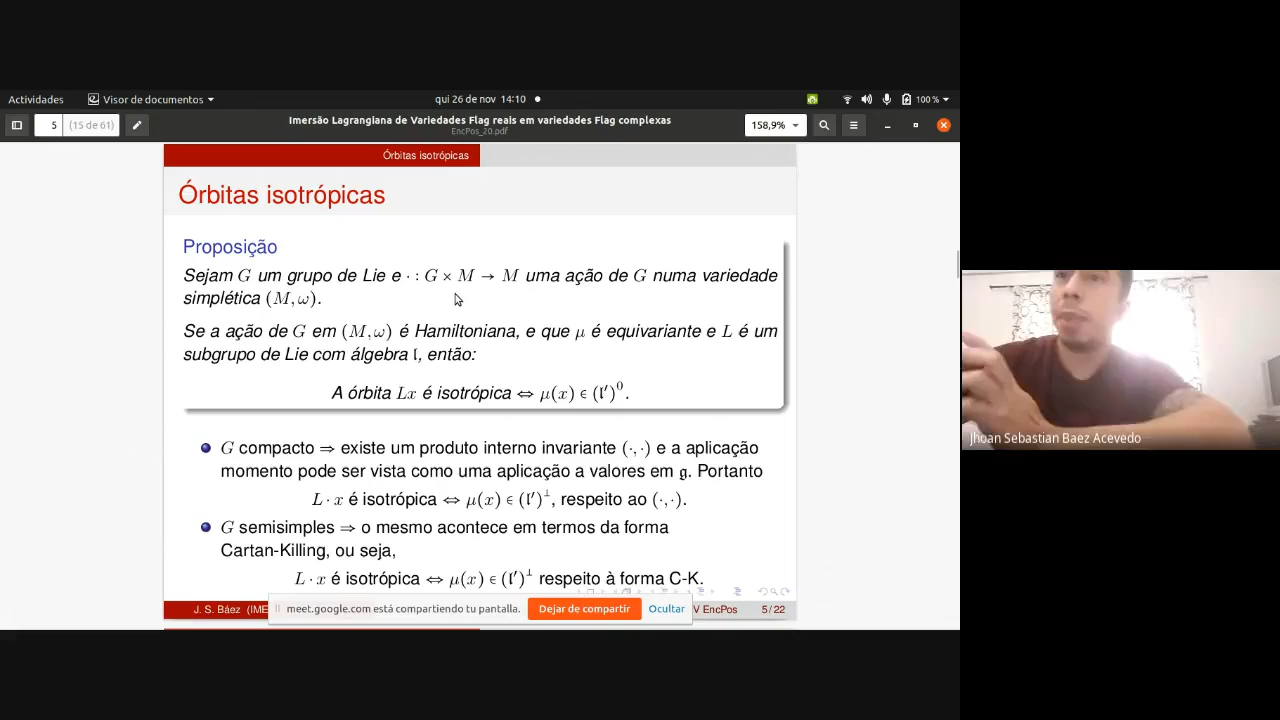 Actividades
Visor de documentos
qui 26 de nov 14:10
100 %
5 (15 de 61)
Imersão Lagrangiana de Variedades Flag reais em variedades Flag complexas
EncPos_20.pdf
158,9%
Órbitas isotrópicas
Órbitas isotrópicas
Proposição
Sejam G um grupo de Lie e · : G × M → M uma ação de G numa variedade
simplética (M, ω).
Se a ação de G em (M, ω) é Hamiltoniana, e que μ é equivariante e L é um
subgrupo de Lie com álgebra 𝔩, então:
A órbita Lx é isotrópica ⇔ μ(x) ∈ (𝔩′)⁰.
G compacto ⇒ existe um produto interno invariante (·, ·) e a aplicação
momento pode ser vista como uma aplicação a valores em 𝔤. Portanto
L · x é isotrópica ⇔ μ(x) ∈ (𝔩′)^⊥, respeito ao (·, ·).
G semisimples ⇒ o mesmo acontece em termos da forma
Cartan-Killing, ou seja,
L · x é isotrópica ⇔ μ(x) ∈ (𝔩′)^⊥ respeito à forma C-K.
J. S. Báez (IME
meet.google.com está compartiendo tu pantalla.
Dejar de compartir
Ocultar
V EncPos
5 / 22
Jhoan Sebastian Baez Acevedo